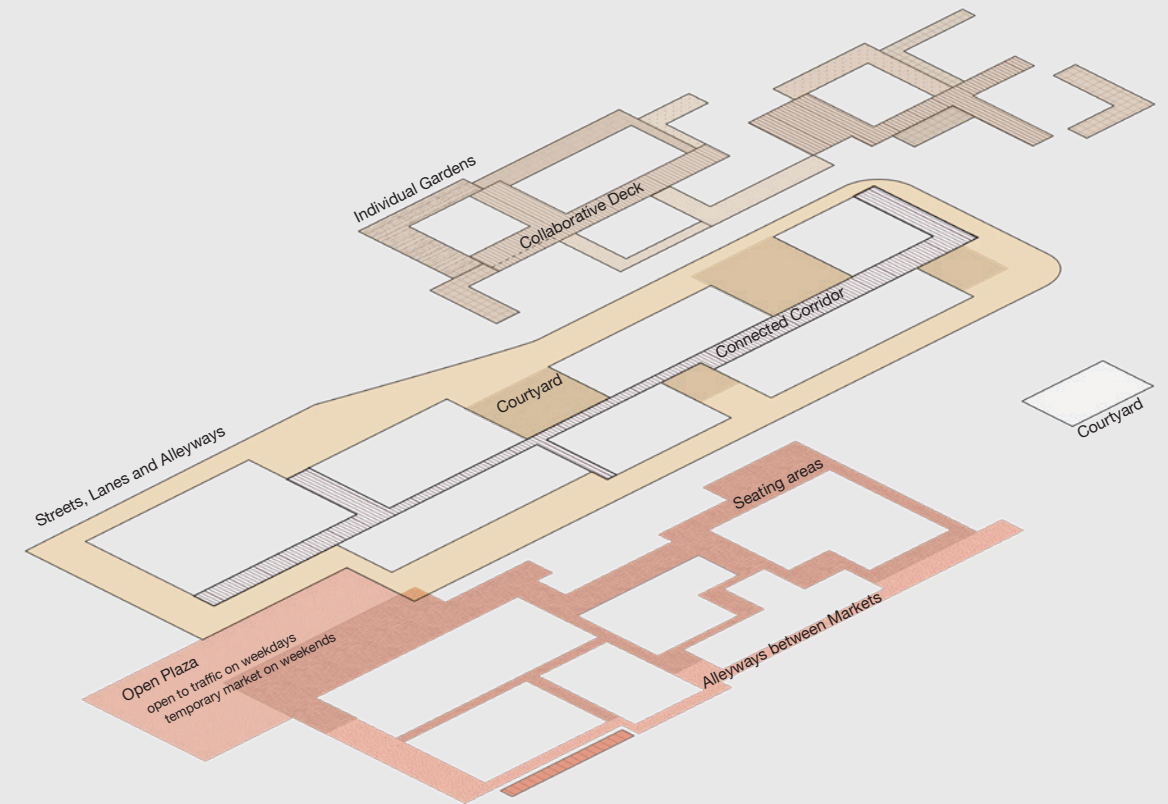 Individual Gardens
Collaborative Deck
Connected Corridor
Courtyard
Courtyard
Streets, Lanes and Alleyways
Seating areas
Alleyways between Markets
Open Plaza
open to traffic on weekdays
temporary market on weekends